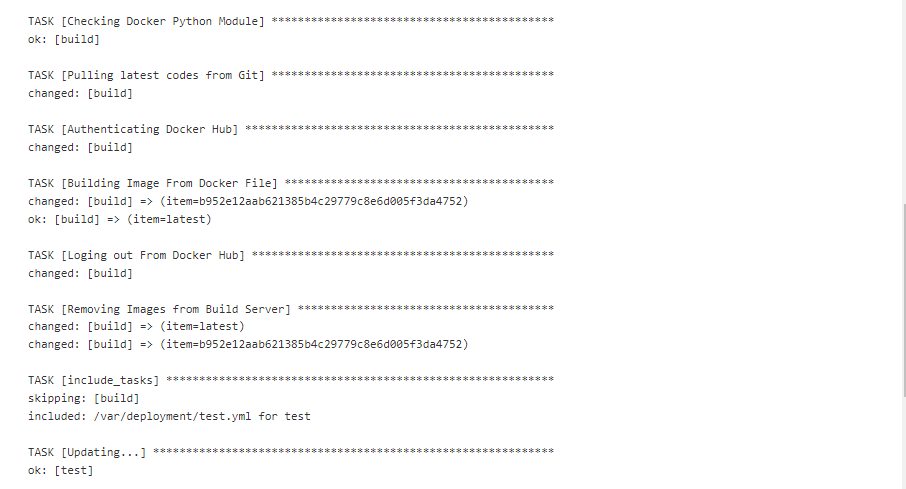 TASK [Checking Docker Python Module] *******************************************
ok: [build]
TASK [Pulling latest codes from Git] *******************************************
changed: [build]
TASK [Authenticating Docker Hub] ***********************************************
changed: [build]
TASK [Building Image From Docker File] *****************************************
changed: [build] => (item=b952e12aab621385b4c29779c8e6d005f3da4752)
ok: [build] => (item=latest)
TASK [Loging out From Docker Hub] **********************************************
changed: [build]
TASK [Removing Images from Build Server] ***************************************
changed: [build] => (item=latest)
changed: [build] => (item=b952e12aab621385b4c29779c8e6d005f3da4752)
TASK [include_tasks] ***********************************************************
skipping: [build]
included: /var/deployment/test.yml for test
TASK [Updating...] *************************************************************
ok: [test]